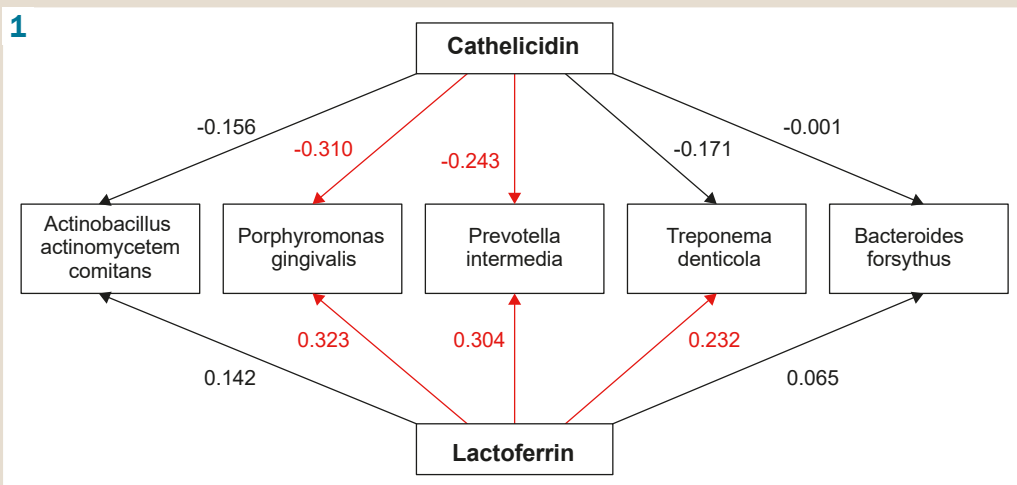 1
Cathelicidin
-0.156
-0.310
-0.243
-0.171
-0.001
Actinobacillus
actinomycetem
comitans
Porphyromonas
gingivalis
Prevotella
intermedia
Treponema
denticola
Bacteroides
forsythus
0.142
0.323
0.304
0.232
0.065
Lactoferrin